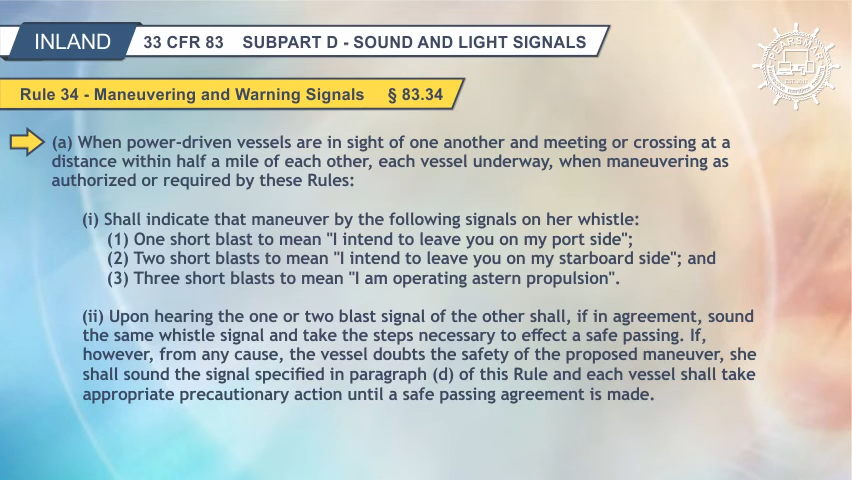 INLAND
33 CFR 83 SUBPART D - SOUND AND LIGHT SIGNALS
PEARSMAR
Rule 34 - Maneuvering and Warning Signals § 83.34
(a) When power-driven vessels are in sight of one another and meeting or crossing at a
distance within half a mile of each other, each vessel underway, when maneuvering as
authorized or required by these Rules:
(i) Shall indicate that maneuver by the following signals on her whistle:
(1) One short blast to mean "I intend to leave you on my port side";
(2) Two short blasts to mean "I intend to leave you on my starboard side"; and
(3) Three short blasts to mean "I am operating astern propulsion".
(ii) Upon hearing the one or two blast signal of the other shall, if in agreement, sound
the same whistle signal and take the steps necessary to effect a safe passing. If,
however, from any cause, the vessel doubts the safety of the proposed maneuver, she
shall sound the signal specified in paragraph (d) of this Rule and each vessel shall take
appropriate precautionary action until a safe passing agreement is made.